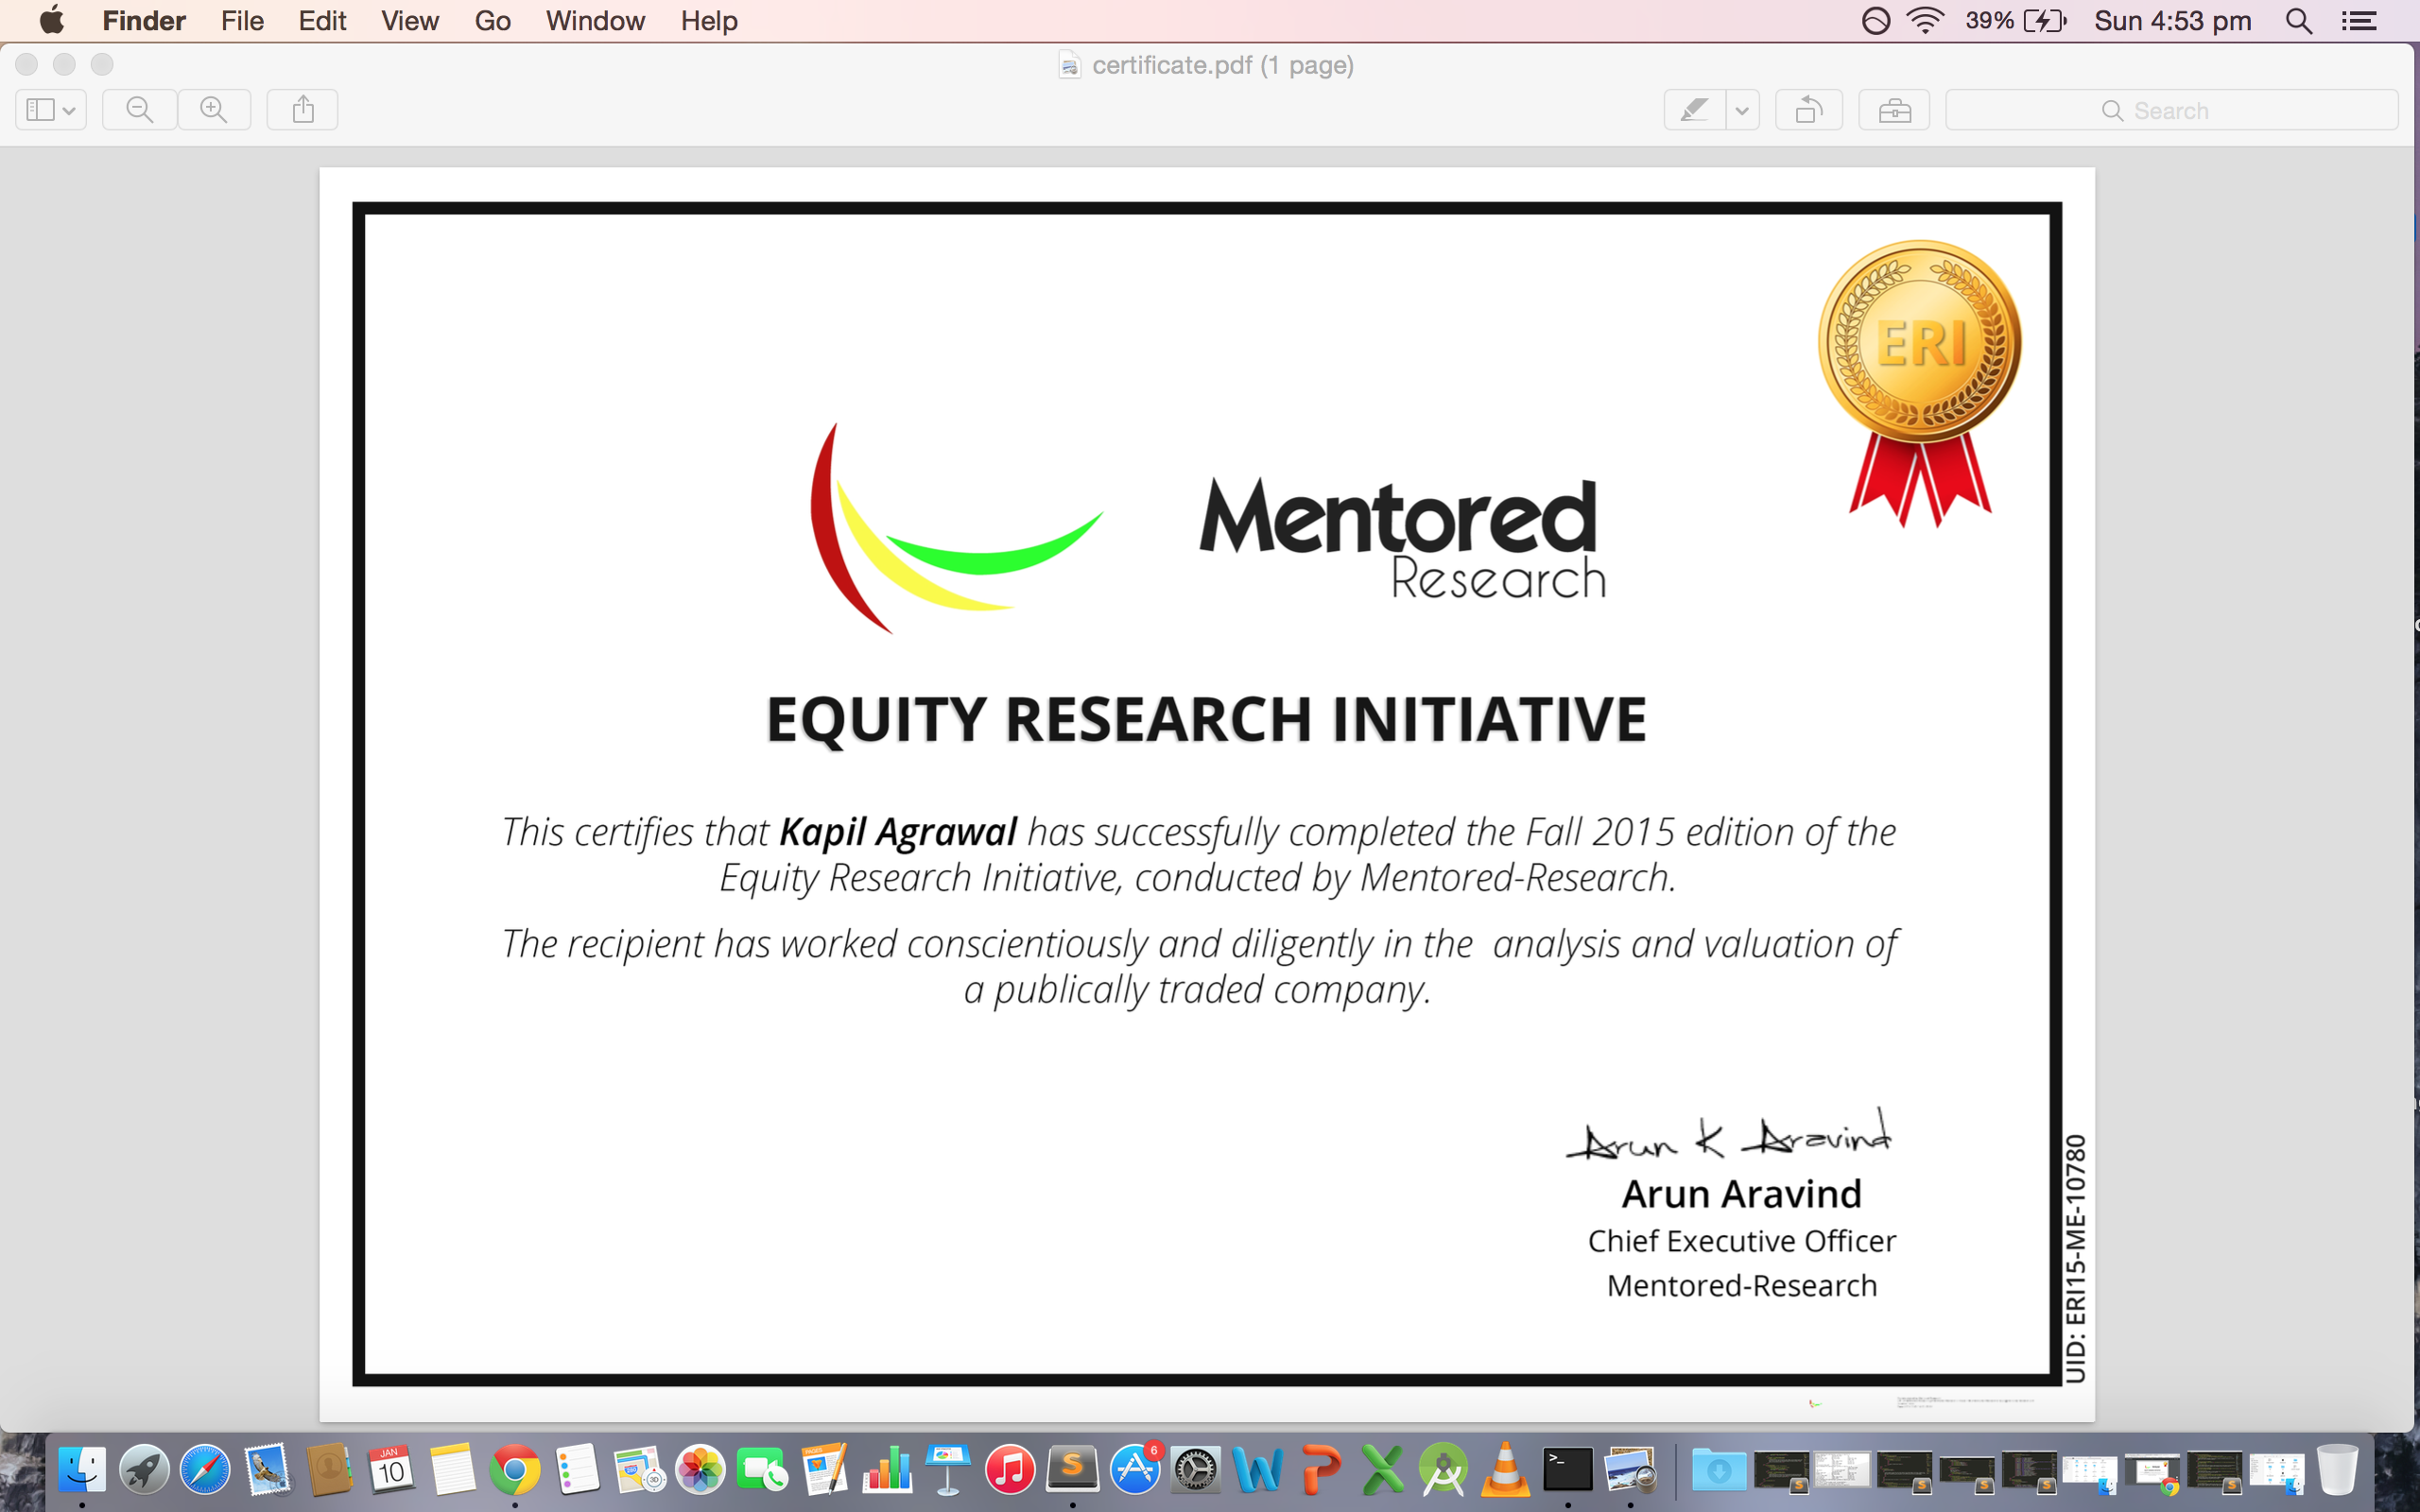 Finder File Edit View Go Window Help 39% Sun 4:53 pm
certificate.pdf (1 page)
Search
ERI
Mentored
Research
EQUITY RESEARCH INITIATIVE
This certifies that Kapil Agrawal has successfully completed the Fall 2015 edition of the
Equity Research Initiative, conducted by Mentored-Research.
The recipient has worked conscientiously and diligently in the analysis and valuation of
a publically traded company.
Arun K Aravind
Arun Aravind
Chief Executive Officer
Mentored-Research
UID: ERI15-ME-10780
JAN
10
PAGES
6